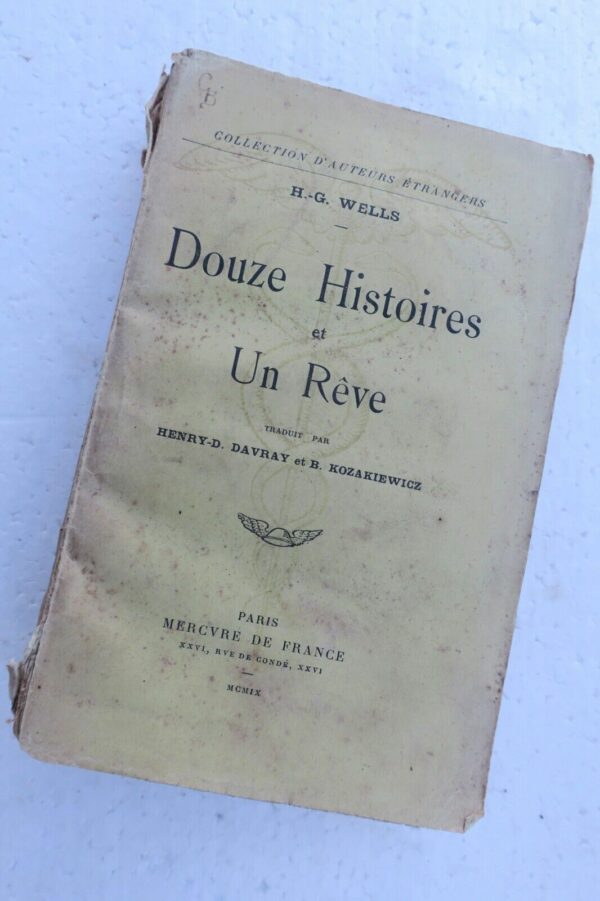 COLLECTION D'AUTEURS ÉTRANGERS
H.-G. WELLS
Douze Histoires
et
Un Rêve
TRADUIT PAR
HENRY-D. DAVRAY et B. KOZAKIEWICZ
PARIS
MERCVRE DE FRANCE
XXVI, RVE DE CONDÉ, XXVI
MCMIX